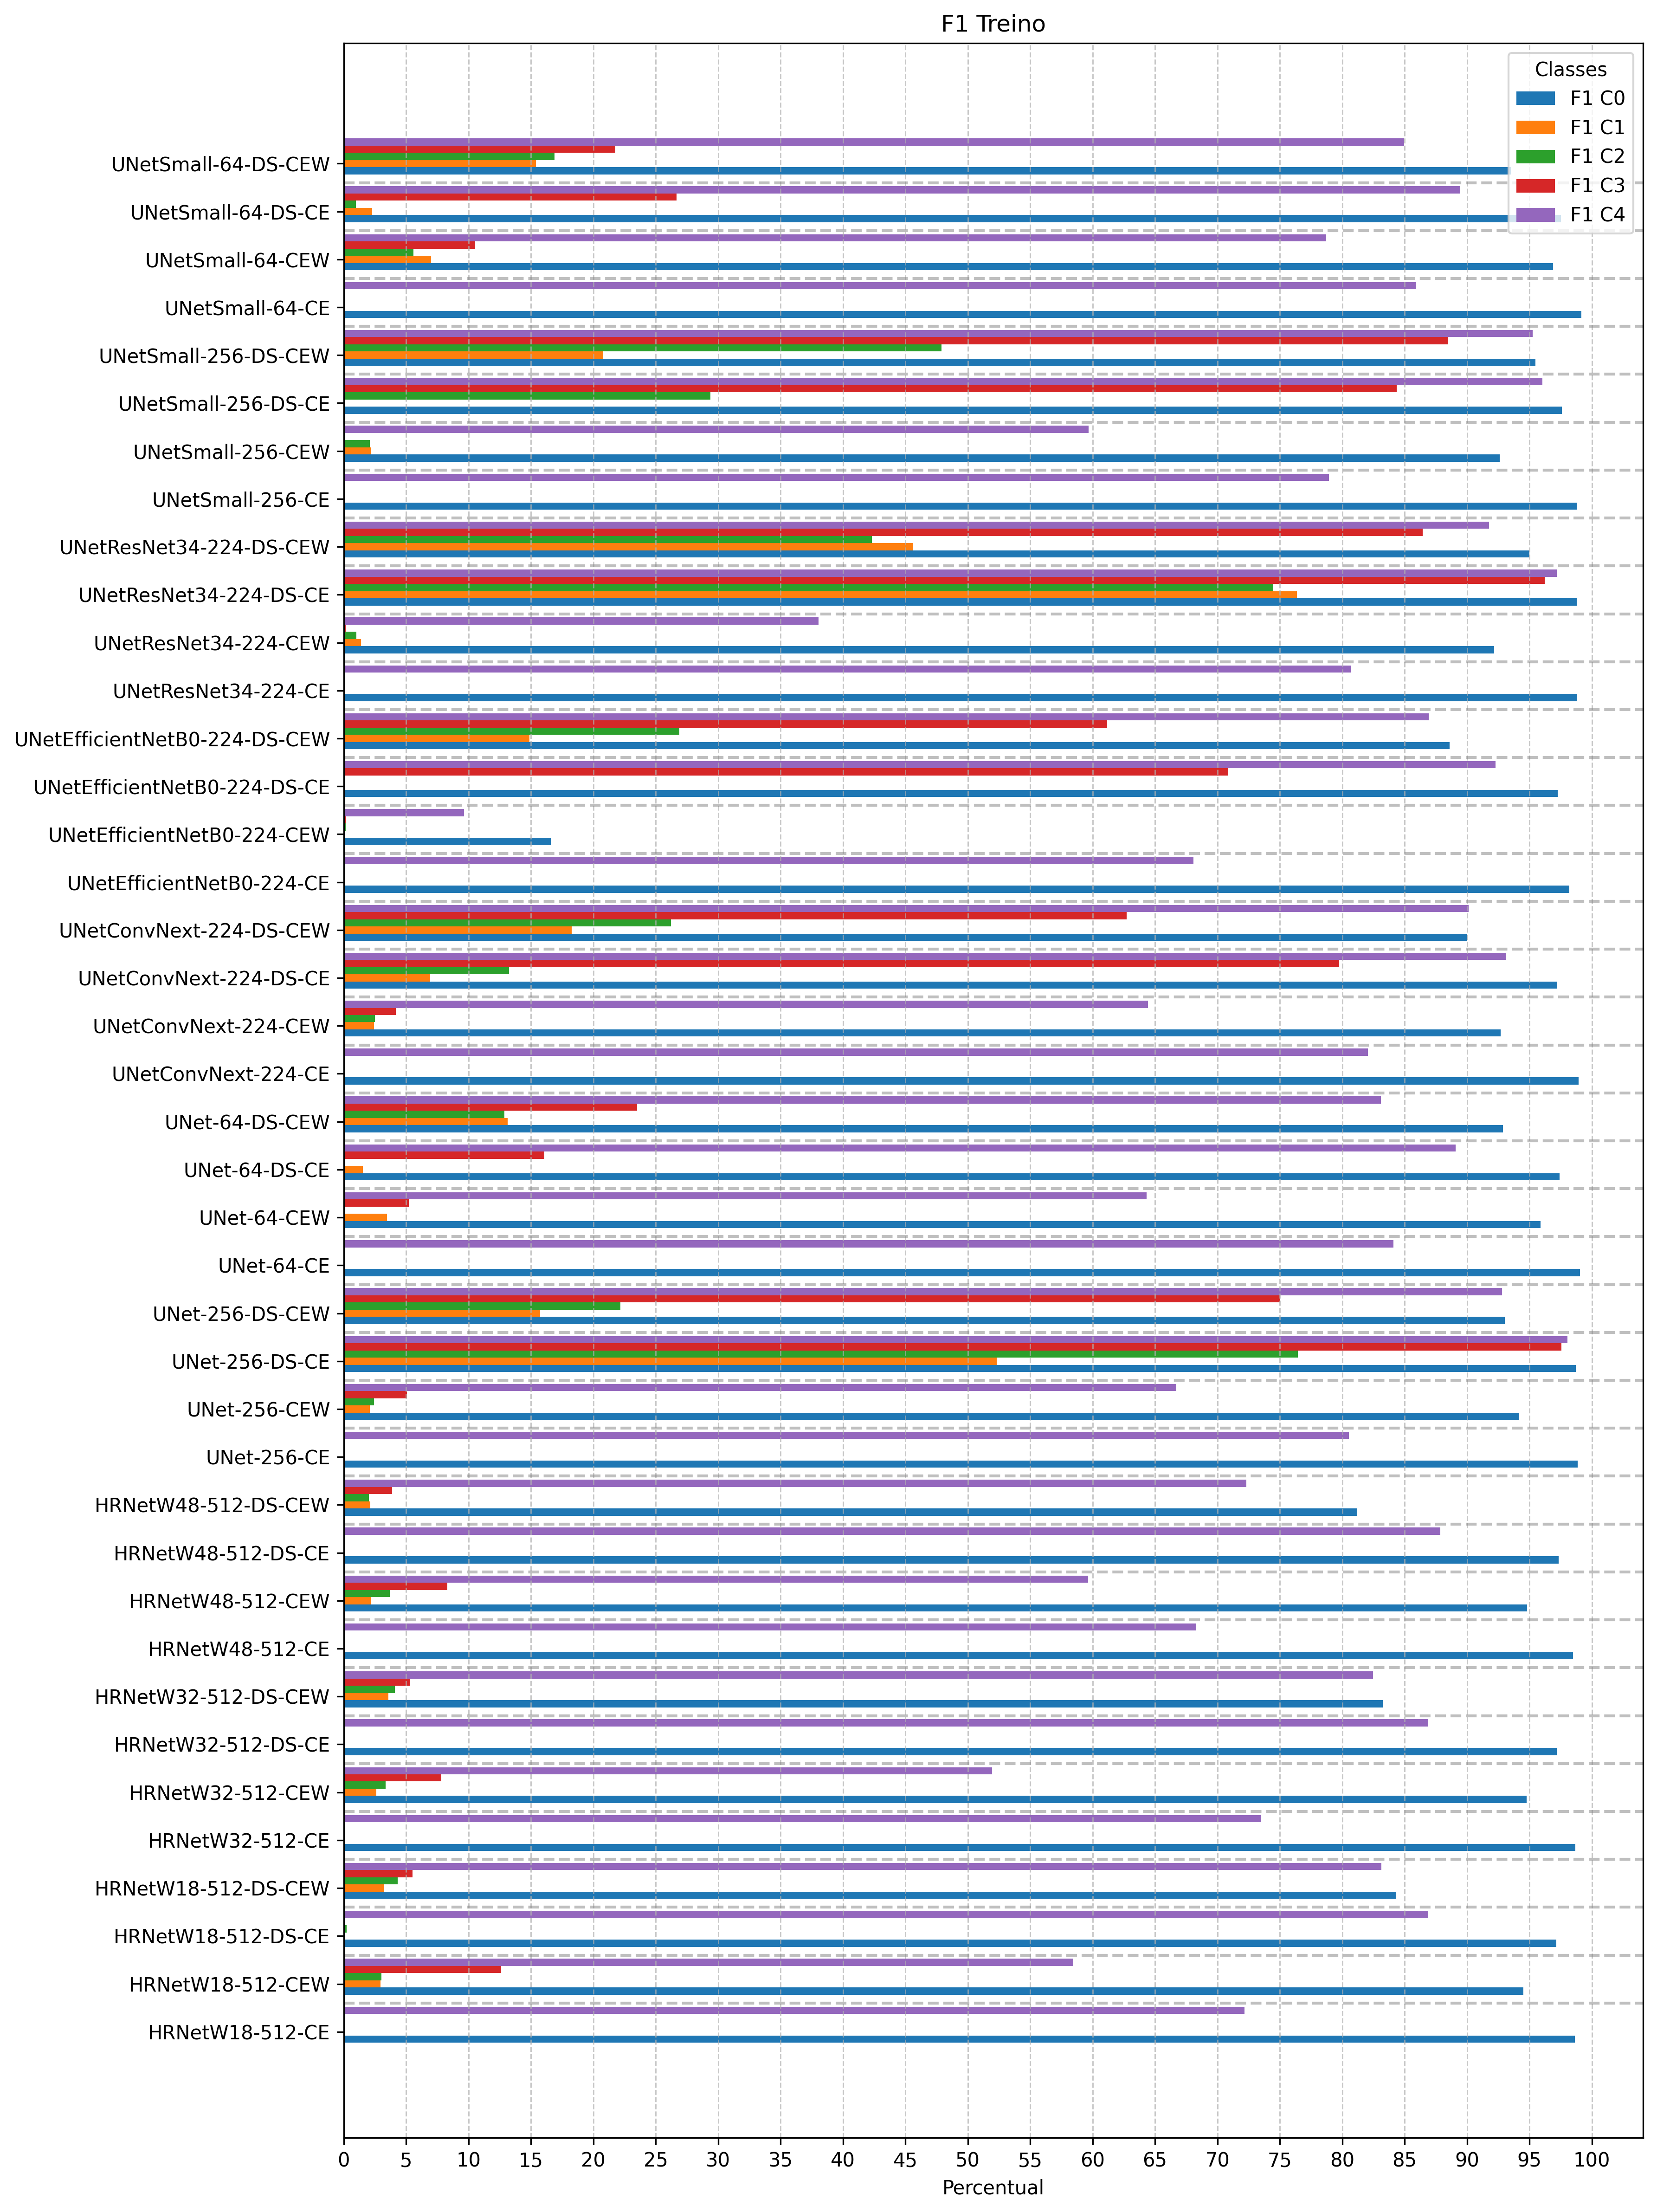 F1 Treino
Classes
F1 C0
F1 C1
F1 C2
F1 C3
F1 C4
UNetSmall-64-DS-CEW
UNetSmall-64-DS-CE
UNetSmall-64-CEW
UNetSmall-64-CE
UNetSmall-256-DS-CEW
UNetSmall-256-DS-CE
UNetSmall-256-CEW
UNetSmall-256-CE
UNetResNet34-224-DS-CEW
UNetResNet34-224-DS-CE
UNetResNet34-224-CEW
UNetResNet34-224-CE
UNetEfficientNetB0-224-DS-CEW
UNetEfficientNetB0-224-DS-CE
UNetEfficientNetB0-224-CEW
UNetEfficientNetB0-224-CE
UNetConvNext-224-DS-CEW
UNetConvNext-224-DS-CE
UNetConvNext-224-CEW
UNetConvNext-224-CE
UNet-64-DS-CEW
UNet-64-DS-CE
UNet-64-CEW
UNet-64-CE
UNet-256-DS-CEW
UNet-256-DS-CE
UNet-256-CEW
UNet-256-CE
HRNetW48-512-DS-CEW
HRNetW48-512-DS-CE
HRNetW48-512-CEW
HRNetW48-512-CE
HRNetW32-512-DS-CEW
HRNetW32-512-DS-CE
HRNetW32-512-CEW
HRNetW32-512-CE
HRNetW18-512-DS-CEW
HRNetW18-512-DS-CE
HRNetW18-512-CEW
HRNetW18-512-CE
0 5 10 15 20 25 30 35 40 45 50 55 60 65 70 75 80 85 90 95 100
Percentual